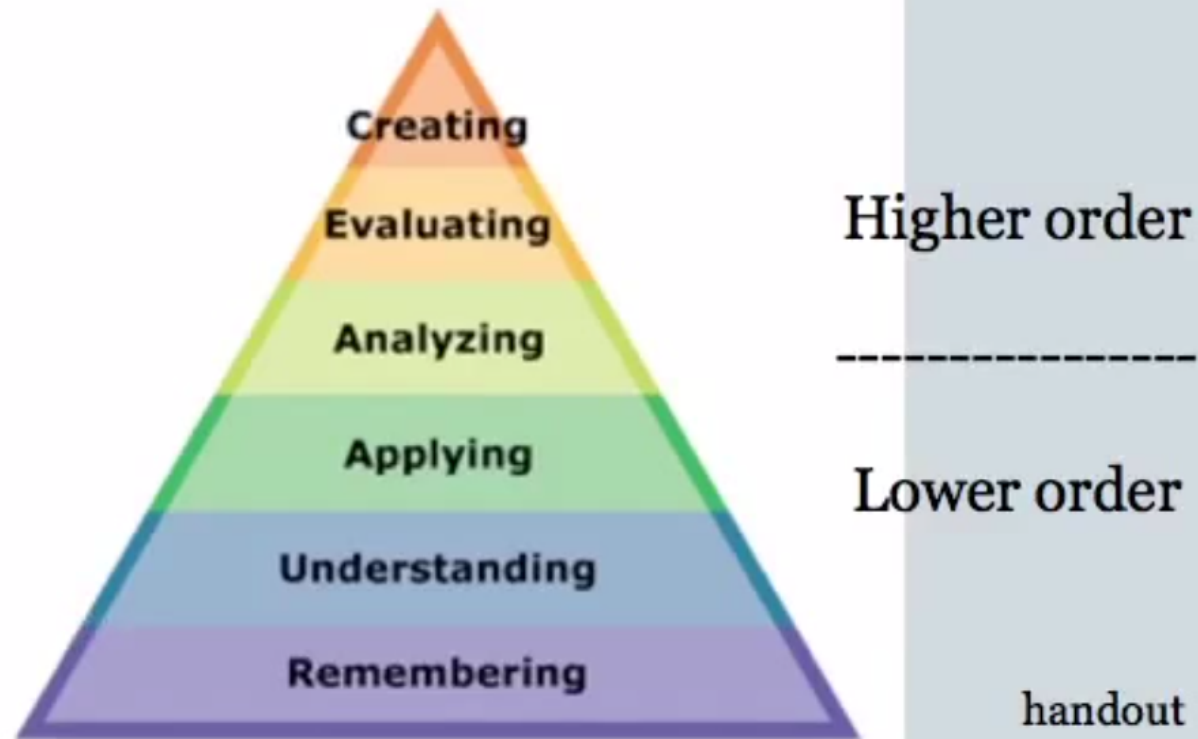 Creating
Evaluating
Analyzing
Applying
Understanding
Remembering
Higher order
----------------
Lower order
handout